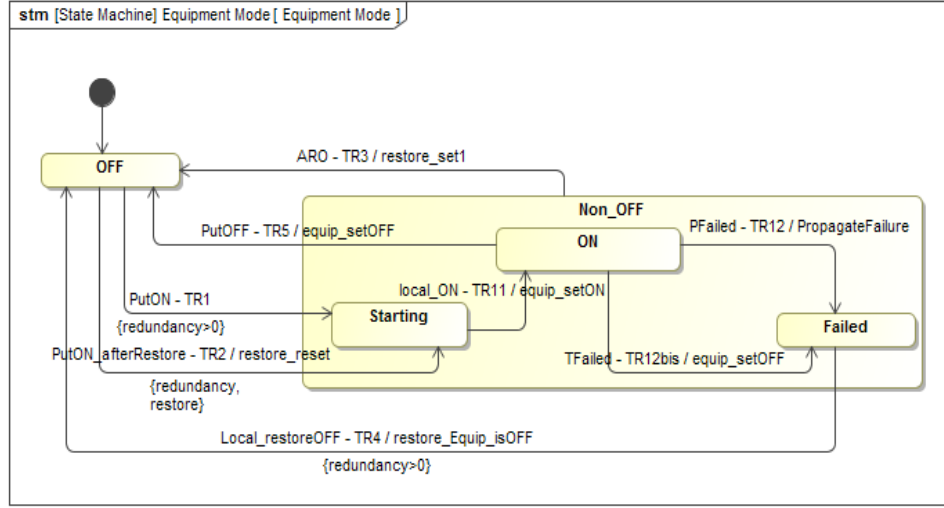 stm [State Machine] Equipment Mode [ Equipment Mode ]
ARO - TR3 / restore_set1
OFF
Non_OFF
PutOFF - TR5 / equip_setOFF
ON
PFailed - TR12 / PropagateFailure
local_ON - TR11 / equip_setON
PutON - TR1
{redundancy>0}
Starting
Failed
PutON_afterRestore - TR2 / restore_reset
TFailed - TR12bis / equip_setOFF
{redundancy,
restore}
Local_restoreOFF - TR4 / restore_Equip_isOFF
{redundancy>0}